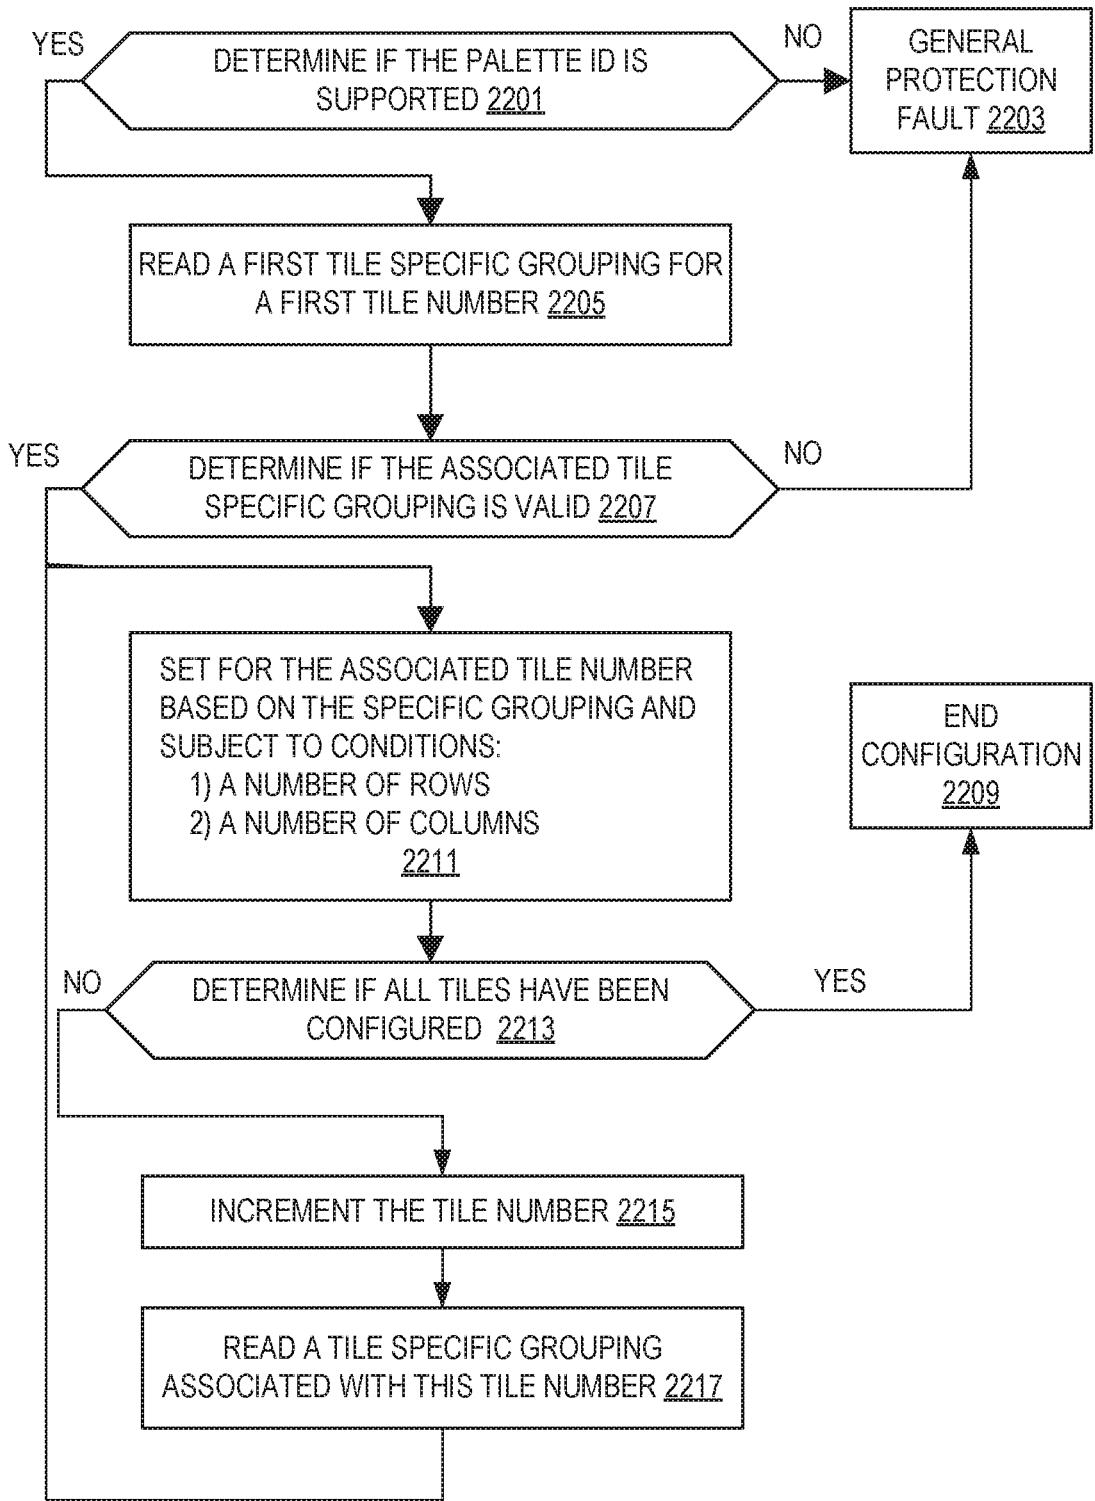 YES
DETERMINE IF THE PALETTE ID IS
SUPPORTED 2201
NO
GENERAL
PROTECTION
FAULT 2203
READ A FIRST TILE SPECIFIC GROUPING FOR
A FIRST TILE NUMBER 2205
YES
DETERMINE IF THE ASSOCIATED TILE
SPECIFIC GROUPING IS VALID 2207
NO
SET FOR THE ASSOCIATED TILE NUMBER
BASED ON THE SPECIFIC GROUPING AND
SUBJECT TO CONDITIONS:
1) A NUMBER OF ROWS
2) A NUMBER OF COLUMNS
2211
END
CONFIGURATION
2209
NO
DETERMINE IF ALL TILES HAVE BEEN
CONFIGURED 2213
YES
INCREMENT THE TILE NUMBER 2215
READ A TILE SPECIFIC GROUPING
ASSOCIATED WITH THIS TILE NUMBER 2217